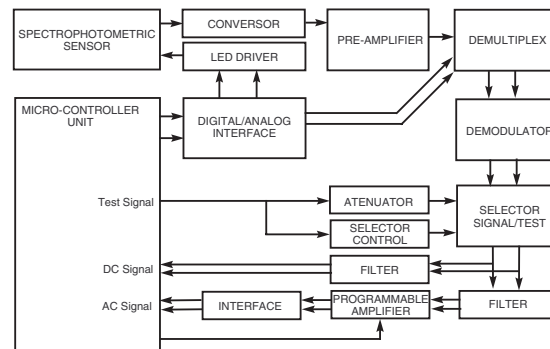 SPECTROPHOTOMETRIC
SENSOR
CONVERSOR
LED DRIVER
PRE-AMPLIFIER
DEMULTIPLEX
MICRO-CONTROLLER
UNIT
DIGITAL/ANALOG
INTERFACE
DEMODULATOR
Test Signal
ATENUATOR
SELECTOR
CONTROL
SELECTOR
SIGNAL/TEST
DC Signal
FILTER
AC Signal
INTERFACE
PROGRAMMABLE
AMPLIFIER
FILTER